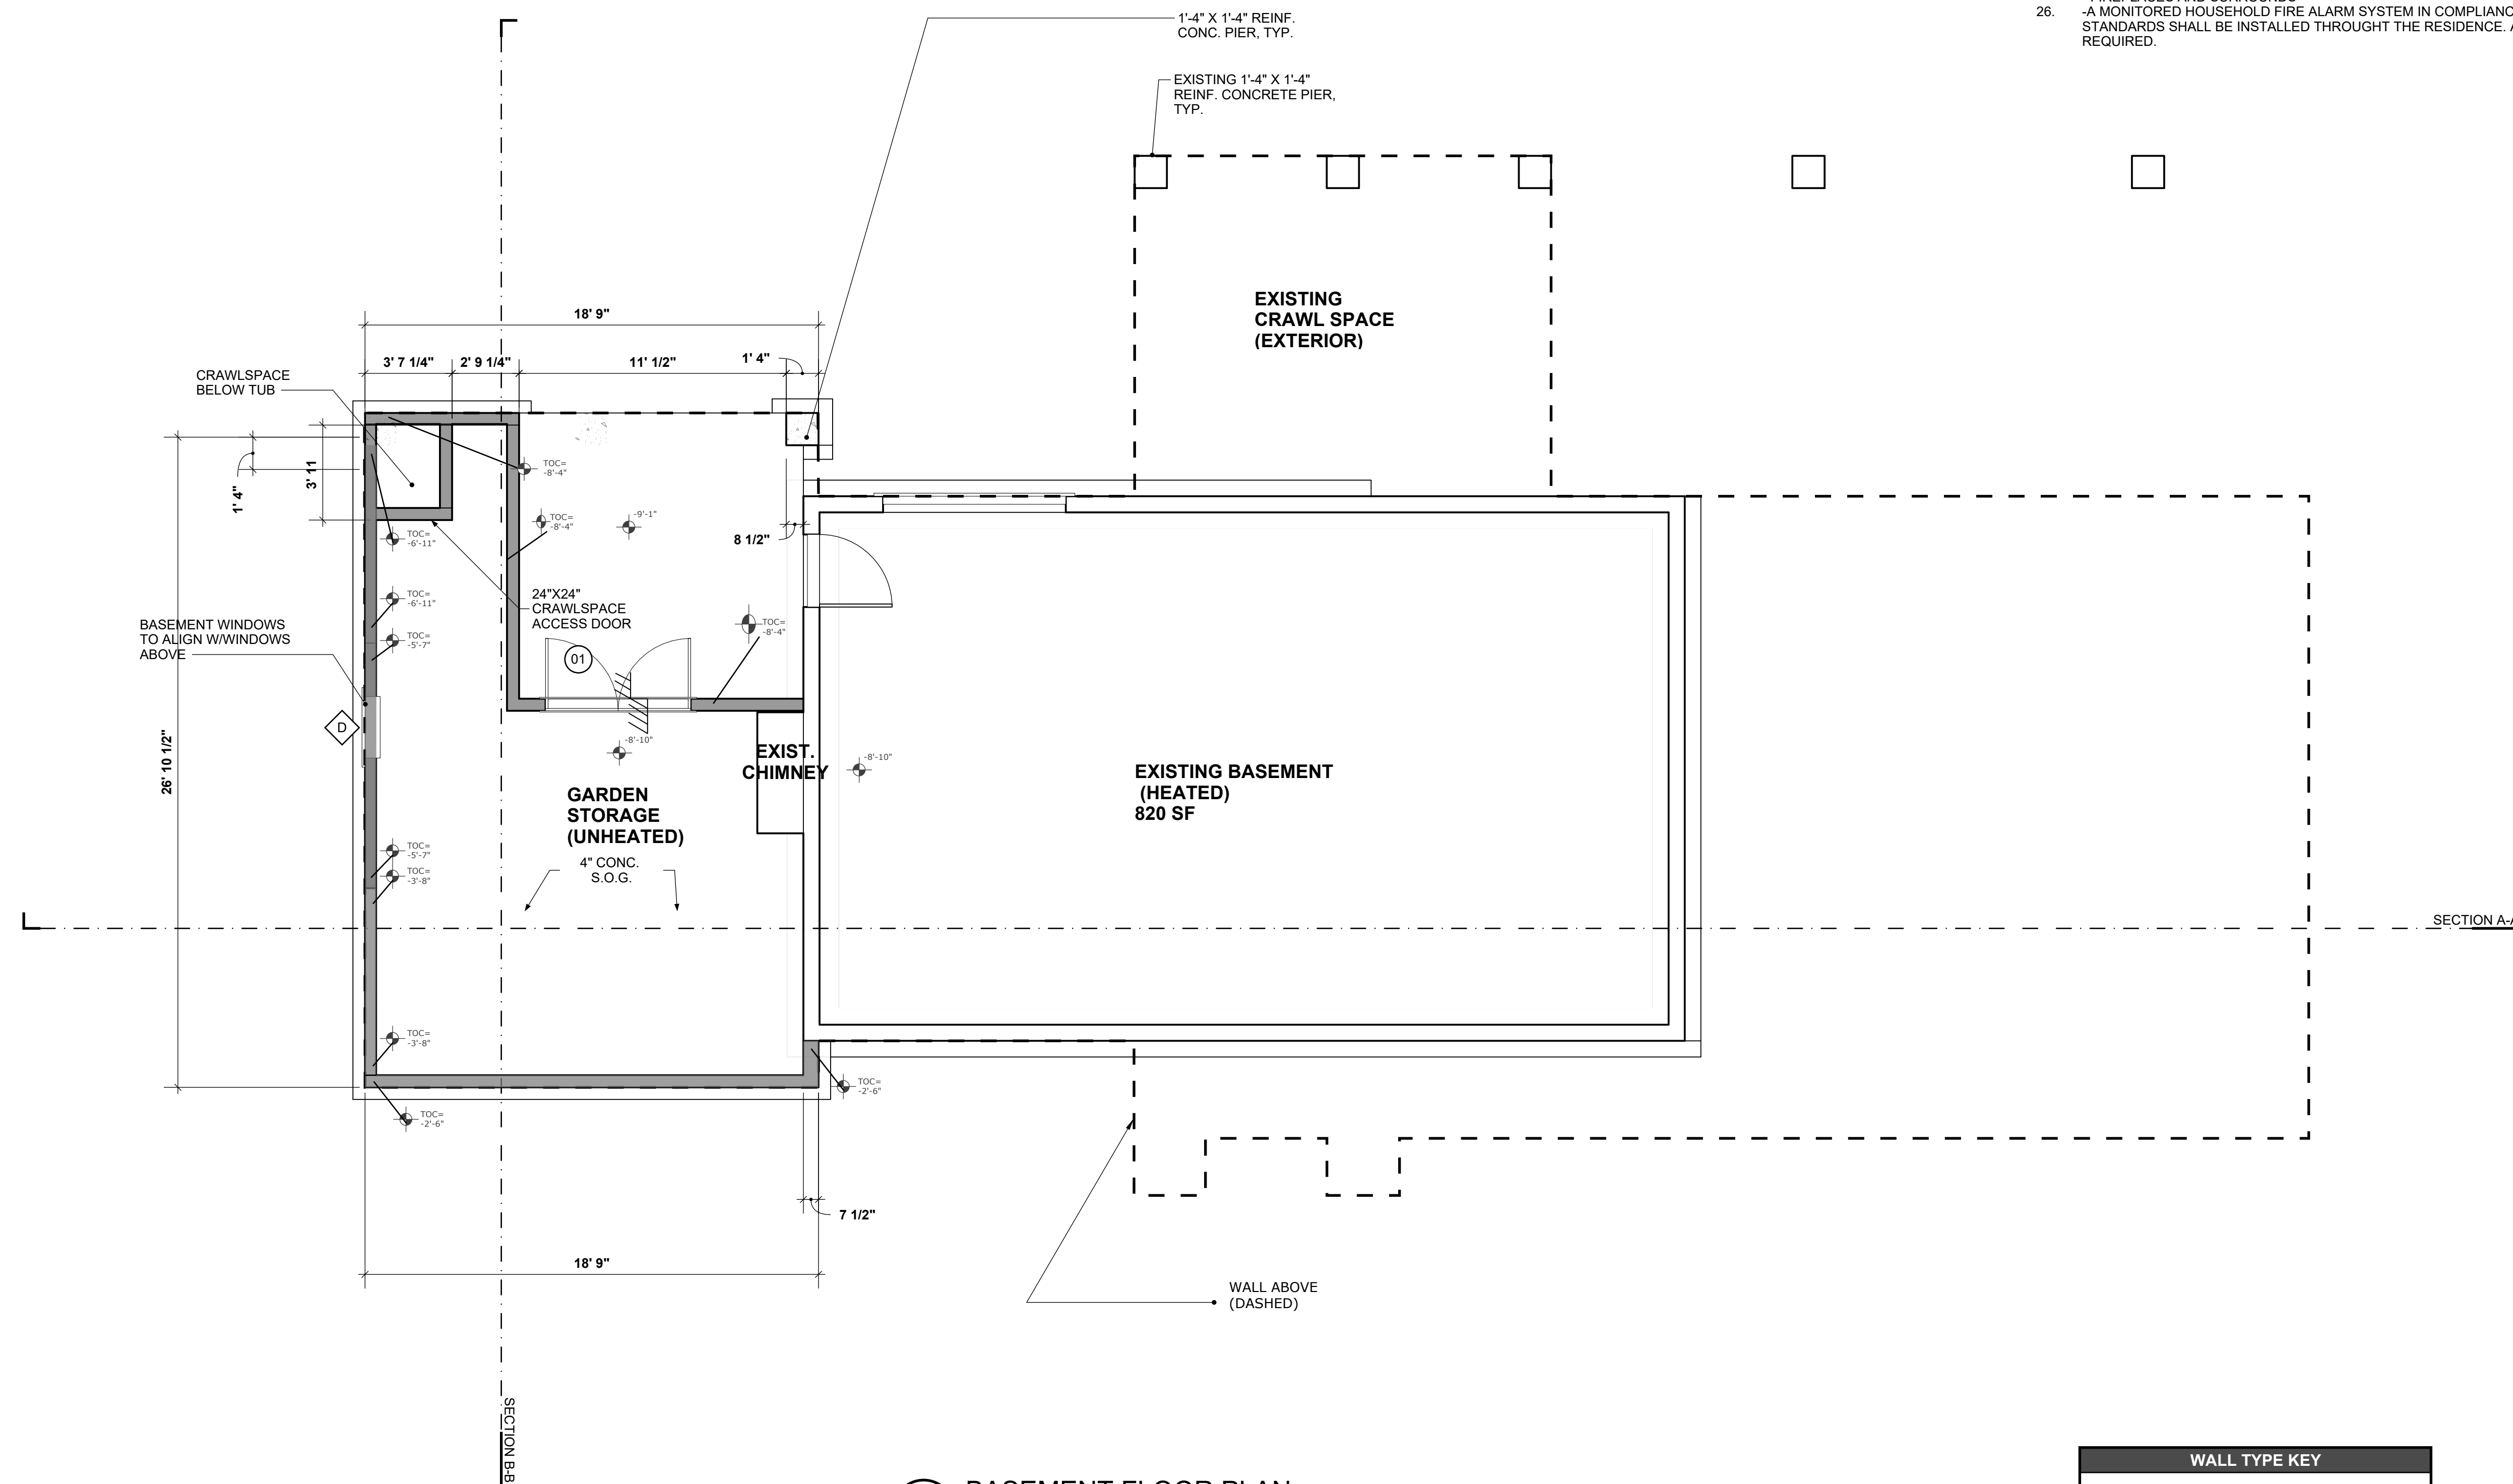 1'-4" X 1'-4" REINF.
CONC. PIER, TYP.
26. -A MONITORED HOUSEHOLD FIRE ALARM SYSTEM IN
STANDARDS SHALL BE INSTALLED THROUGHT THE RESIDENCE.
REQUIRED.
EXISTING 1'-4" X 1'-4"
REINF. CONCRETE PIER,
TYP.
EXISTING
CRAWL SPACE
(EXTERIOR)
18' 9"
3' 7 1/4"
2' 9 1/4"
11' 1/2"
1' 4"
CRAWLSPACE
BELOW TUB
3' 11
1' 4"
TOC=
-8'-4"
TOC=
-8'-4"
-9'-1"
8 1/2"
TOC=
-6'-11"
24"X24"
CRAWLSPACE
ACCESS DOOR
TOC=
-6'-11"
TOC=
-5'-7"
TOC=
-8'-4"
BASEMENT WINDOWS
TO ALIGN W/WINDOWS
ABOVE
01
D
26' 10 1/2"
-8'-10"
EXIST.
CHIMNEY
-8'-10"
EXISTING BASEMENT
(HEATED)
820 SF
GARDEN
STORAGE
(UNHEATED)
4" CONC.
S.O.G.
TOC=
-5'-7"
TOC=
-3'-8"
SECTION A-A
TOC=
-3'-8"
TOC=
-2'-6"
TOC=
-2'-6"
7 1/2"
18' 9"
WALL ABOVE
(DASHED)
SECTION B-B
BASEMENT FLOOR PLAN
WALL TYPE KEY